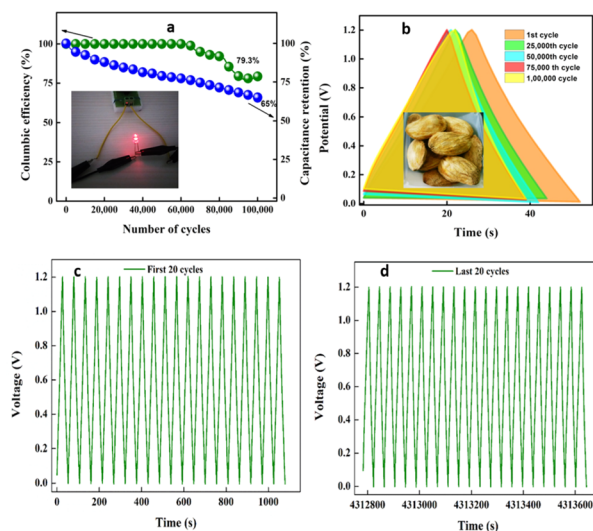 a
Columbic efficiency (%)
100
75
50
25
0
79.3%
65%
100
75
50
25
0
Capacitance retention (%)
0 20,000 40,000 60,000 80,000 100,000
Number of cycles
b
Potential (V)
1.2
1.0
0.8
0.6
0.4
0.2
0.0
1st cycle
25,000th cycle
50,000th cycle
75,000 th cycle
1,00,000 cycle
0 20 40
Time (s)
c
First 20 cycles
Voltage (V)
1.2
1.0
0.8
0.6
0.4
0.2
0.0
0 200 400 600 800 1000
Time (s)
d
Last 20 cycles
Voltage (V)
1.2
1.0
0.8
0.6
0.4
0.2
0.0
4312800 4313000 4313200 4313400 4313600
Time (s)